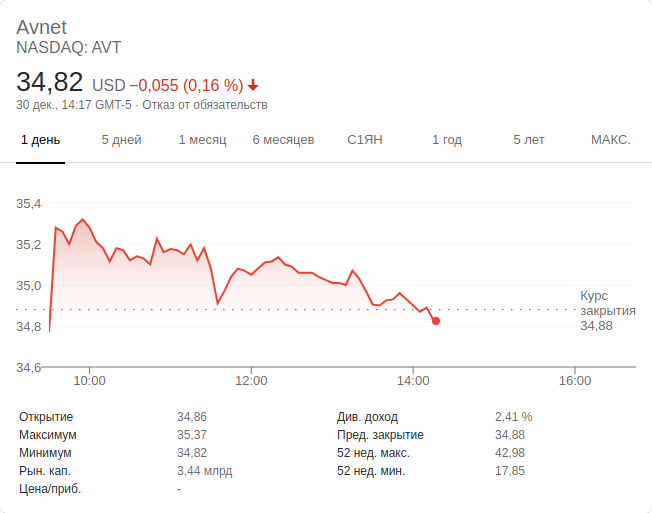 Avnet
NASDAQ: AVT
34,82 USD −0,055 (0,16 %)
30 дек., 14:17 GMT-5 · Отказ от обязательств
1 день 5 дней 1 месяц 6 месяцев С1ЯН 1 год 5 лет МАКС.
35,4
35,2
35,0
34,8
34,6
Курс
закрытия
34,88
10:00 12:00 14:00 16:00
Открытие 34,86 Див. доход 2,41 %
Максимум 35,37 Пред. закрытие 34,88
Минимум 34,82 52 нед. макс. 42,98
Рын. кап. 3,44 млрд 52 нед. мин. 17,85
Цена/приб. -